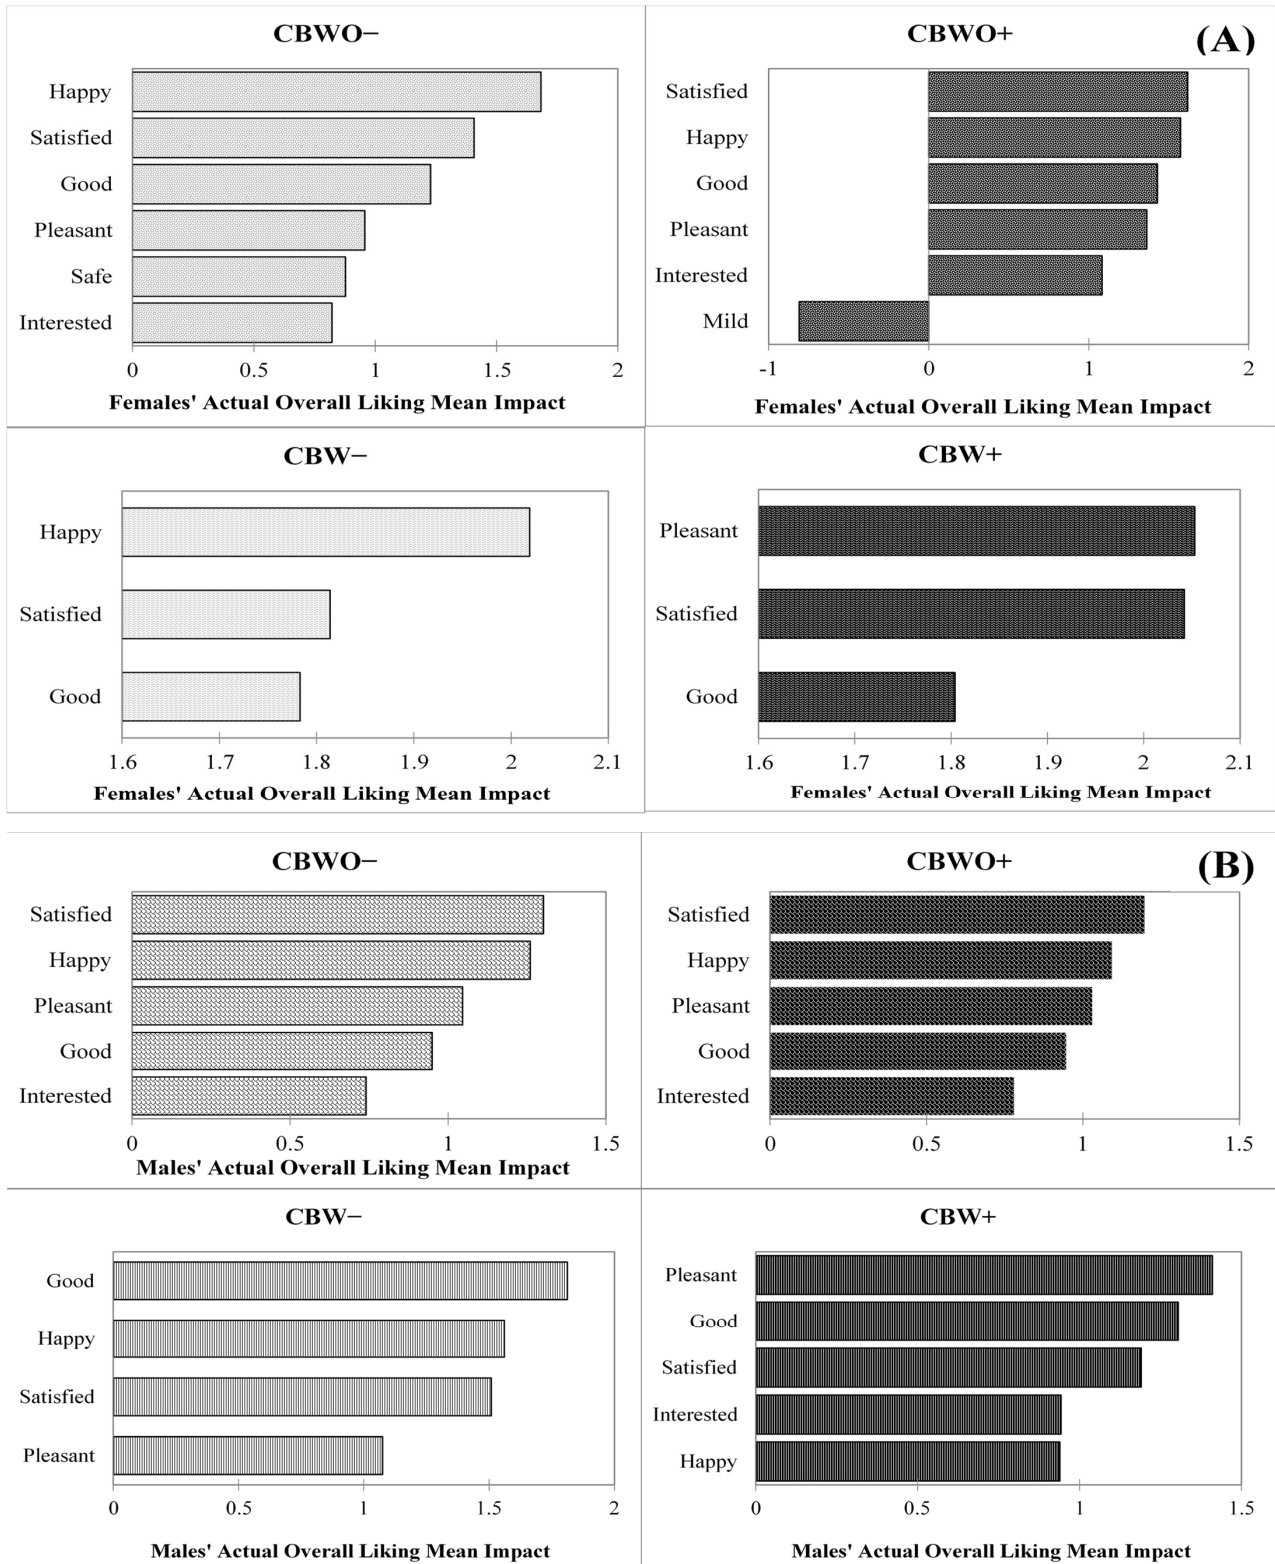 CBWO−
Happy
Satisfied
Good
Pleasant
Safe
Interested
0 0.5 1 1.5 2
Females' Actual Overall Liking Mean Impact
CBWO+ (A)
Satisfied
Happy
Good
Pleasant
Interested
Mild
-1 0 1 2
Females' Actual Overall Liking Mean Impact
CBW−
Happy
Satisfied
Good
1.6 1.7 1.8 1.9 2 2.1
Females' Actual Overall Liking Mean Impact
CBW+
Pleasant
Satisfied
Good
1.6 1.7 1.8 1.9 2 2.1
Females' Actual Overall Liking Mean Impact
CBWO−
Satisfied
Happy
Pleasant
Good
Interested
0 0.5 1 1.5
Males' Actual Overall Liking Mean Impact
CBWO+ (B)
Satisfied
Happy
Pleasant
Good
Interested
0 0.5 1 1.5
CBW−
Good
Happy
Satisfied
Pleasant
0 0.5 1 1.5 2
Males' Actual Overall Liking Mean Impact
CBW+
Pleasant
Good
Satisfied
Interested
Happy
0 0.5 1 1.5
Males' Actual Overall Liking Mean Impact